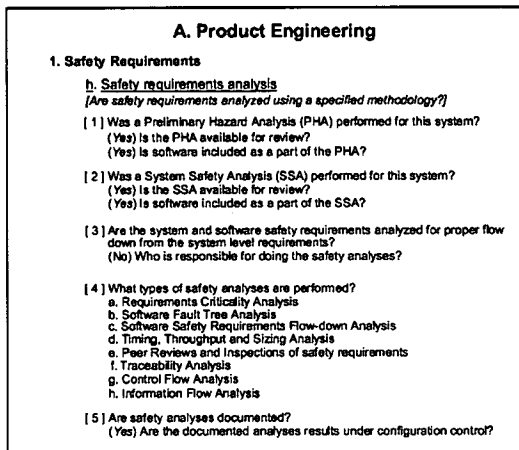 A. Product Engineering
1. Safety Requirements
h. Safety requirements analysis
[Are safety requirements analyzed using a specified methodology?]
[ 1 ] Was a Preliminary Hazard Analysis (PHA) performed for this system?
(Yes) Is the PHA available for review?
(Yes) Is software included as a part of the PHA?
[ 2 ] Was a System Safety Analysis (SSA) performed for this system?
(Yes) Is the SSA available for review?
(Yes) Is software included as a part of the SSA?
[ 3 ] Are the system and software safety requirements analyzed for proper flow
down from the system level requirements?
(No) Who is responsible for doing the safety analyses?
[ 4 ] What types of safety analyses are performed?
a. Requirements Criticality Analysis
b. Software Fault Tree Analysis
c. Software Safety Requirements Flow-down Analysis
d. Timing, Throughput and Sizing Analysis
e. Peer Reviews and Inspections of safety requirements
f. Traceability Analysis
g. Control Flow Analysis
h. Information Flow Analysis
[ 5 ] Are safety analyses documented?
(Yes) Are the documented analyses results under configuration control?